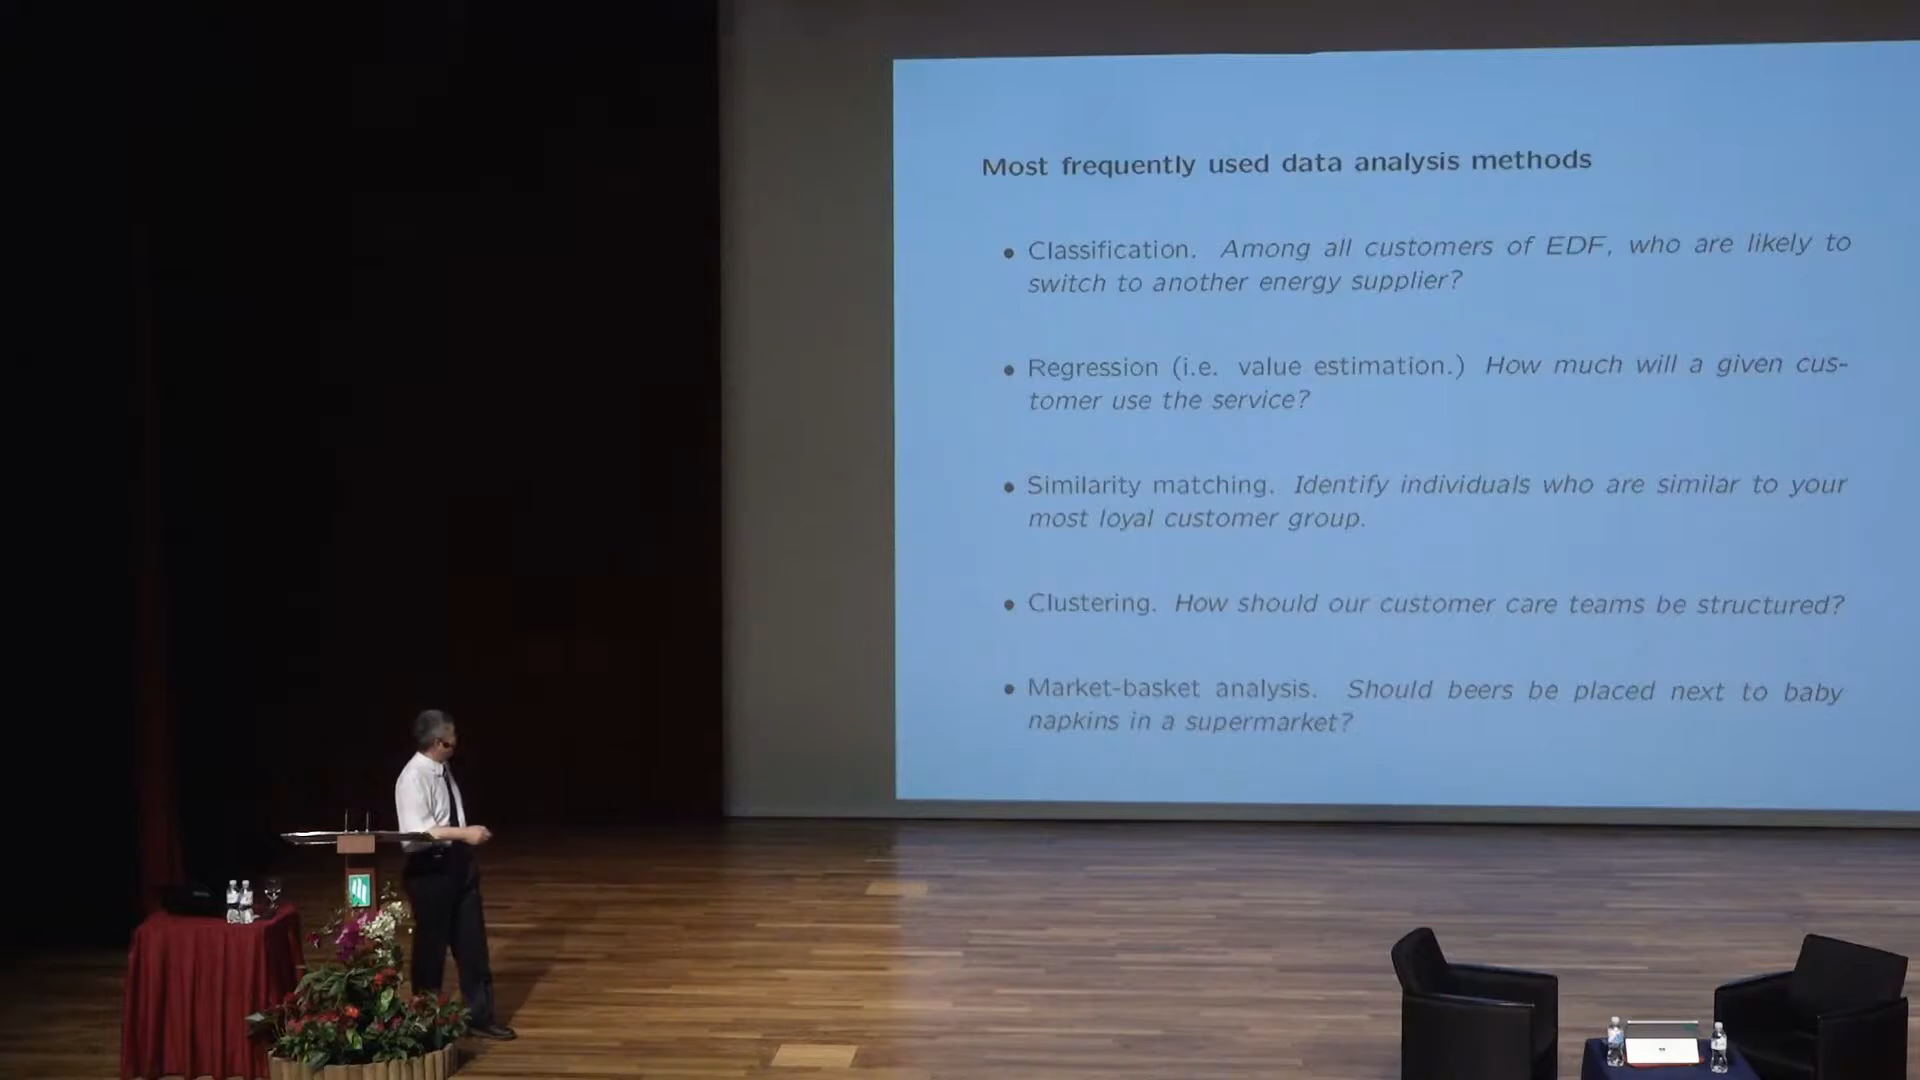 Most frequently used data analysis methods
• Classification. Among all customers of EDF, who are likely to
switch to another energy supplier?
• Regression (i.e. value estimation.) How much will a given cus-
tomer use the service?
• Similarity matching. Identify individuals who are similar to your
most loyal customer group.
• Clustering. How should our customer care teams be structured?
• Market-basket analysis. Should beers be placed next to baby
napkins in a supermarket?